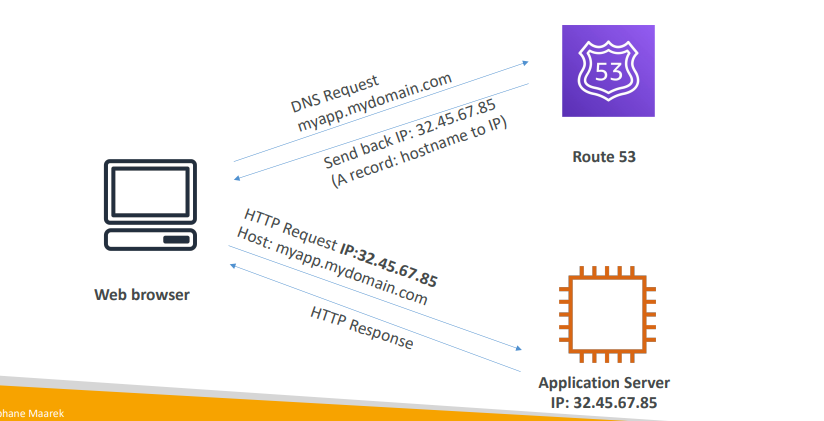 DNS Request
myapp.mydomain.com
Send back IP: 32.45.67.85
(A record: hostname to IP)
53
Route 53
HTTP Request IP:32.45.67.85
Host: myapp.mydomain.com
HTTP Response
Web browser
Application Server
IP: 32.45.67.85
phane Maarek